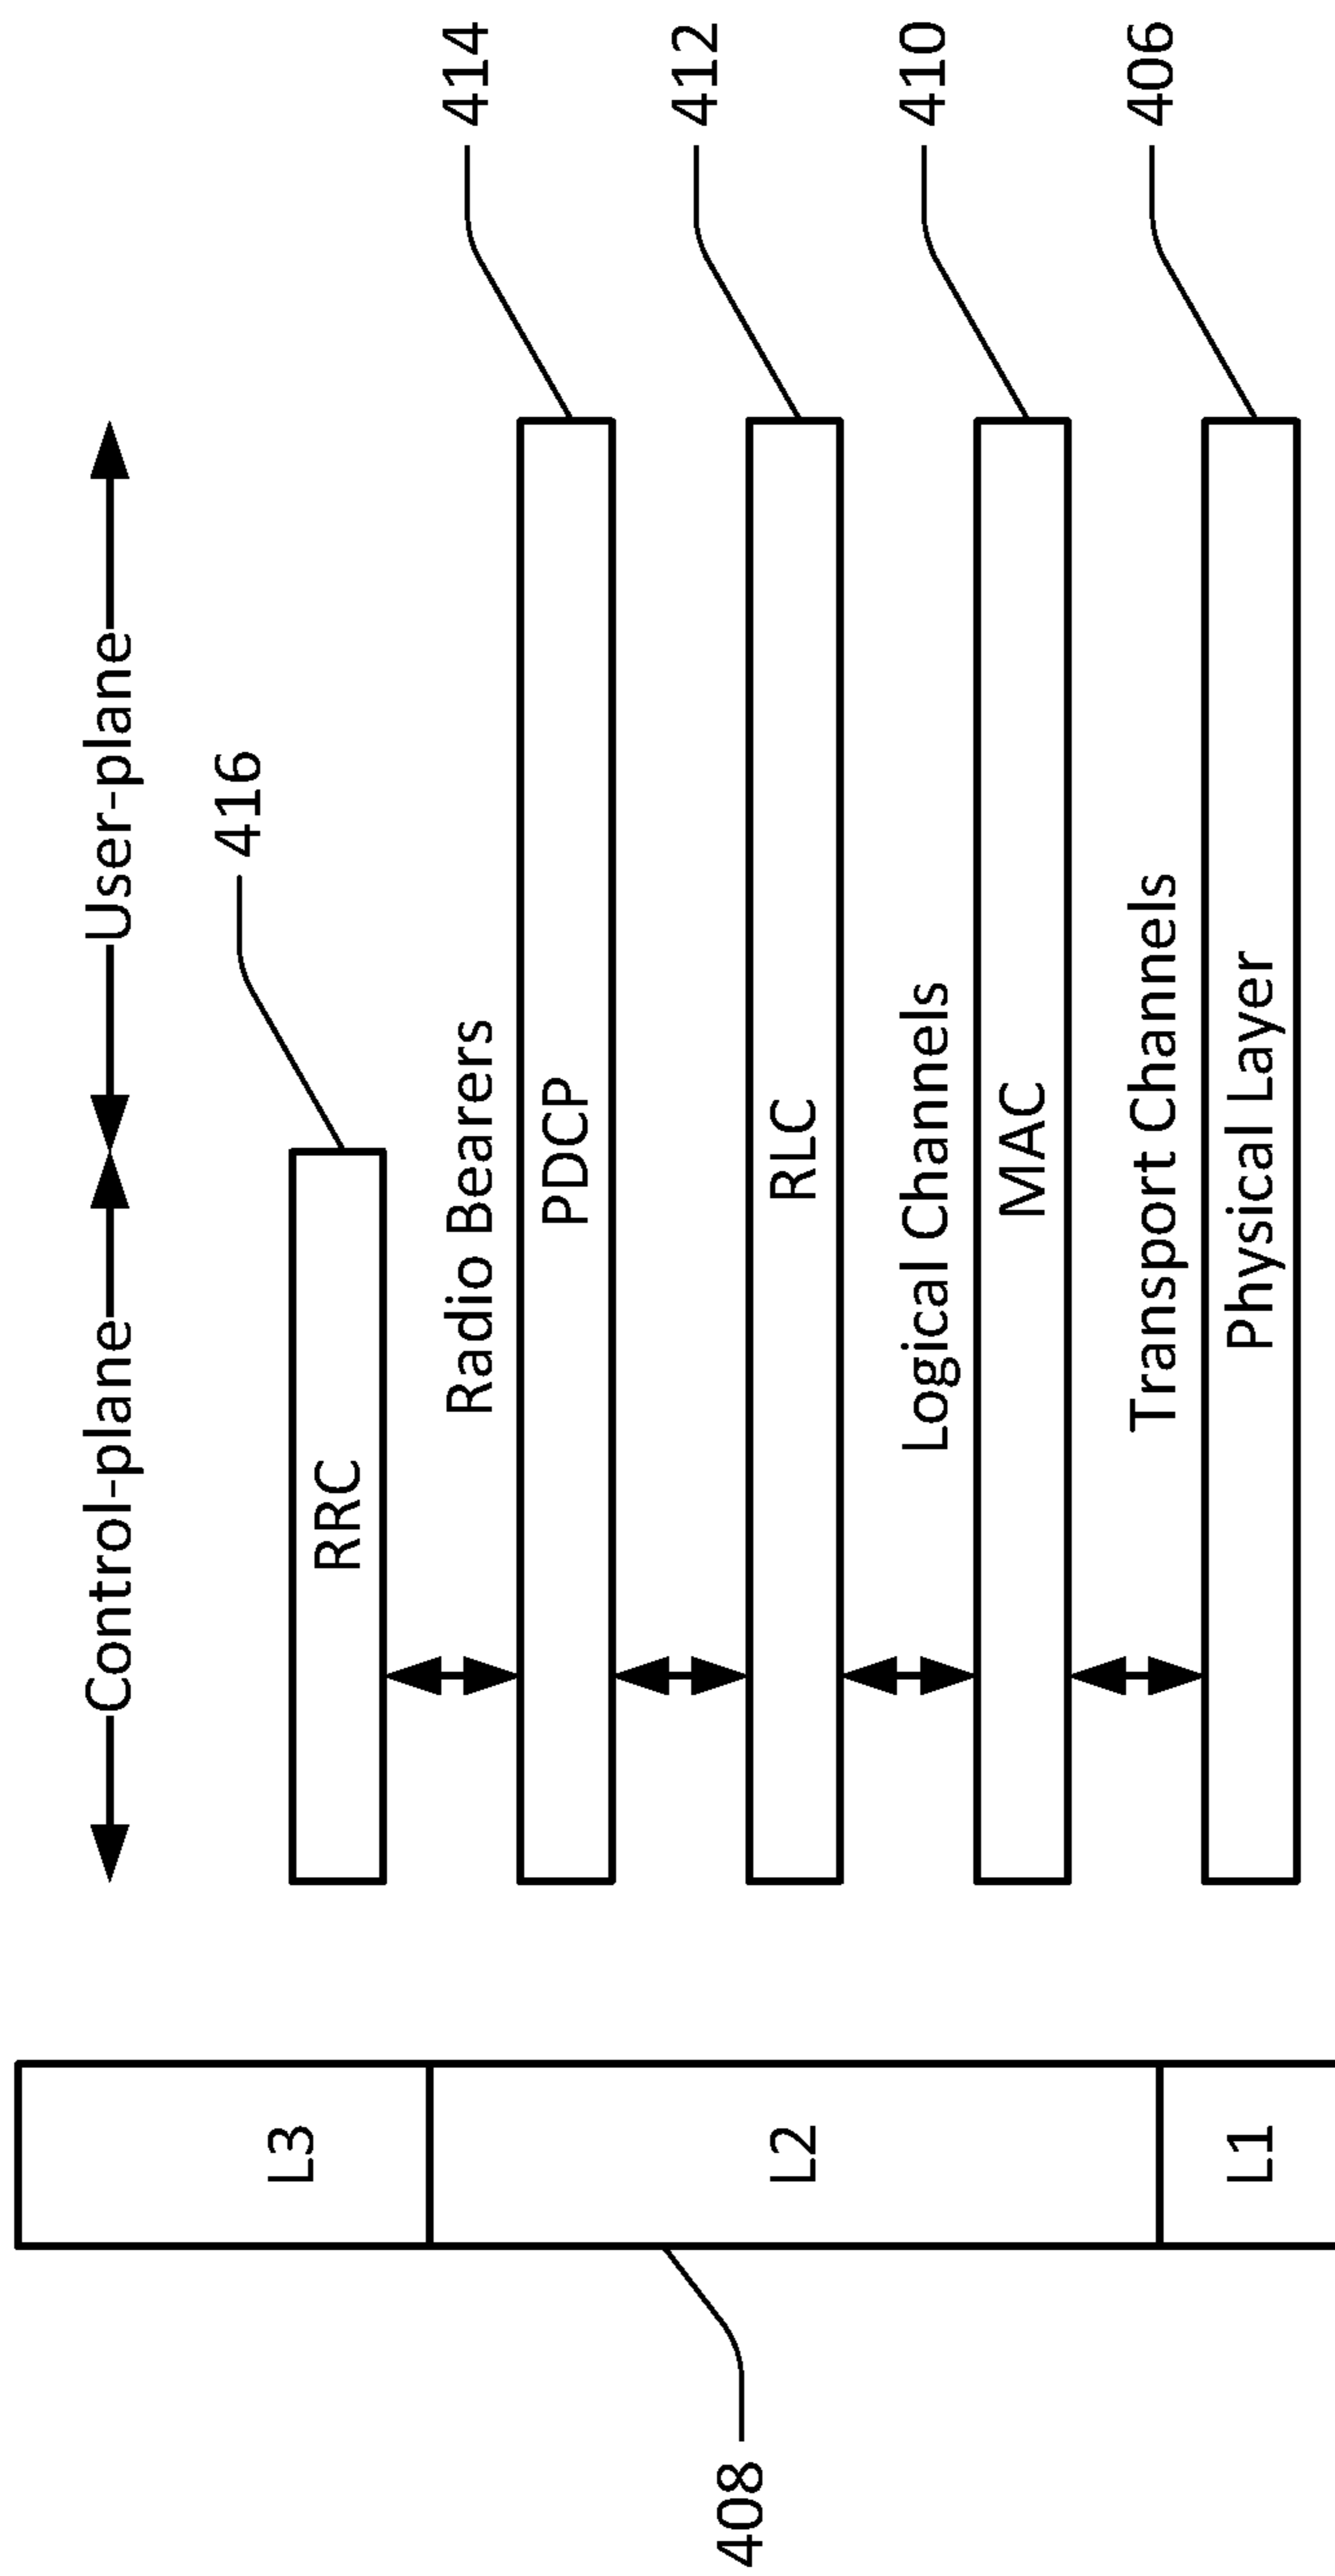 Control-plane
User-plane
L3
RRC
416
Radio Bearers
PDCP
414
408
L2
RLC
412
Logical Channels
MAC
410
Transport Channels
L1
Physical Layer
406